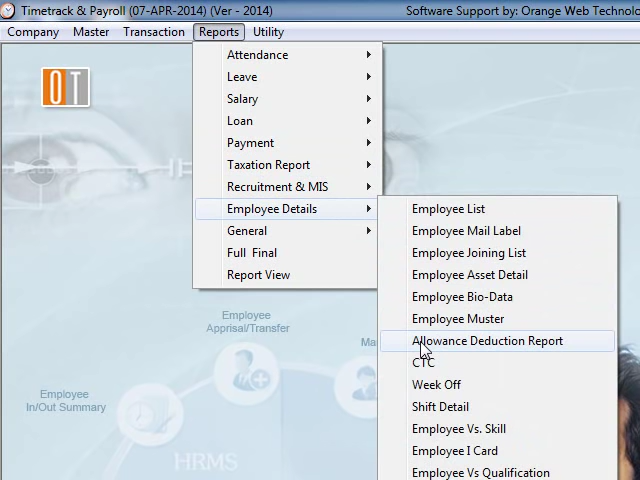 Timetrack & Payroll (07-APR-2014) (Ver - 2014) Software Support by: Orange Web Technolo
Company Master Transaction Reports Utility
OT
Attendance
Leave
Salary
Loan
Payment
Taxation Report
Recruitment & MIS
Employee Details
General
Full Final
Report View
Employee List
Employee Mail Label
Employee Joining List
Employee Asset Detail
Employee Bio-Data
Employee Muster
Allowance Deduction Report
CTC
Week Off
Shift Detail
Employee Vs. Skill
Employee I Card
Employee Vs Qualification
Employee
Apprisal/Transfer
Ma
Employee
In/Out Summary
HRMS